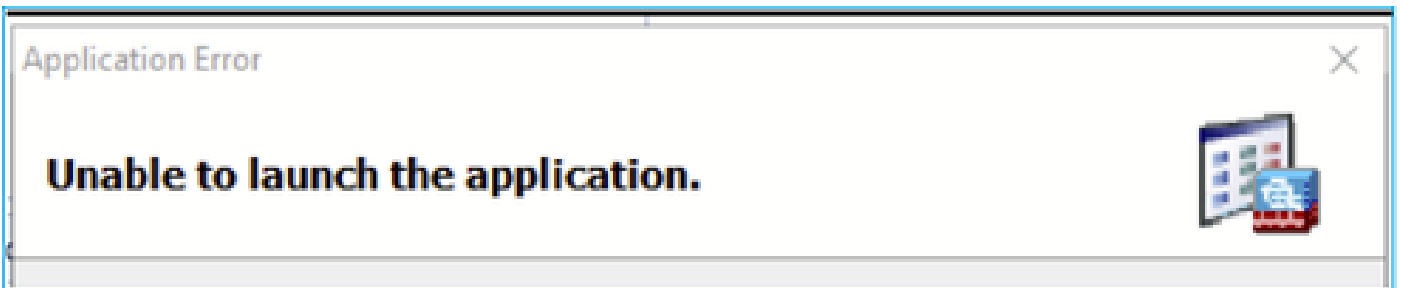 Application Error
Unable to launch the application.